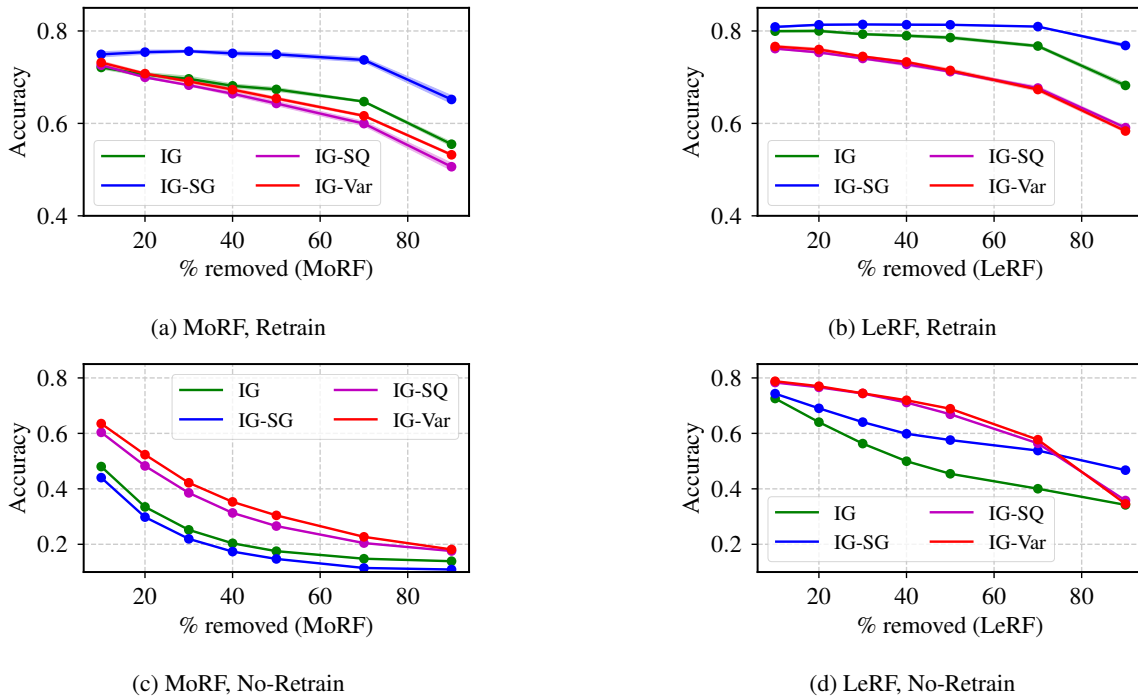 0.8
0.6
0.4
Accuracy
IG
IG-SG
IG-SQ
IG-Var
20 40 60 80
% removed (MoRF)
(a) MoRF, Retrain
0.8
0.6
0.4
Accuracy
IG
IG-SG
IG-SQ
IG-Var
20 40 60 80
% removed (LeRF)
(b) LeRF, Retrain
0.8
0.6
0.4
0.2
Accuracy
IG
IG-SG
IG-SQ
IG-Var
20 40 60 80
% removed (MoRF)
(c) MoRF, No-Retrain
0.8
0.6
0.4
0.2
Accuracy
IG
IG-SG
IG-SQ
IG-Var
20 40 60 80
% removed (LeRF)
(d) LeRF, No-Retrain